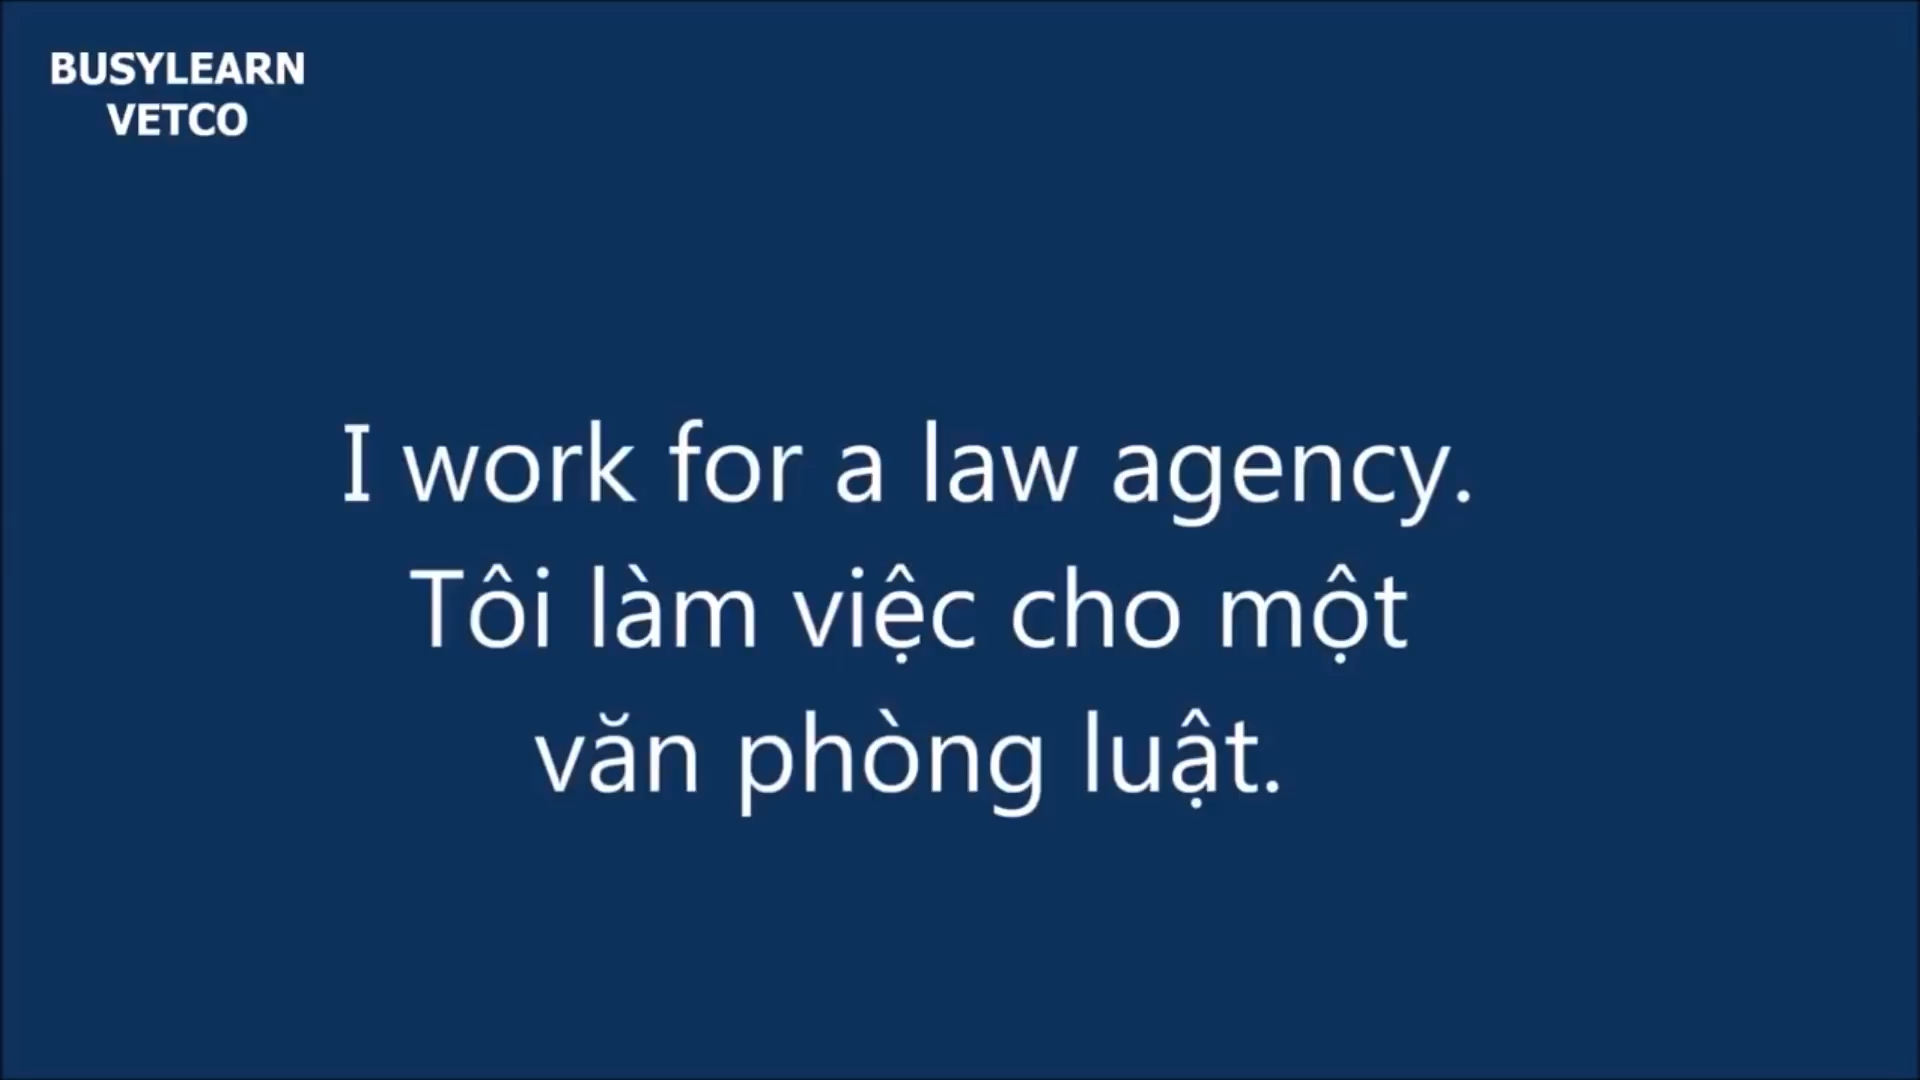 BUSYLEARN
VETCO
I work for a law agency.
Tôi làm việc cho một
văn phòng luật.